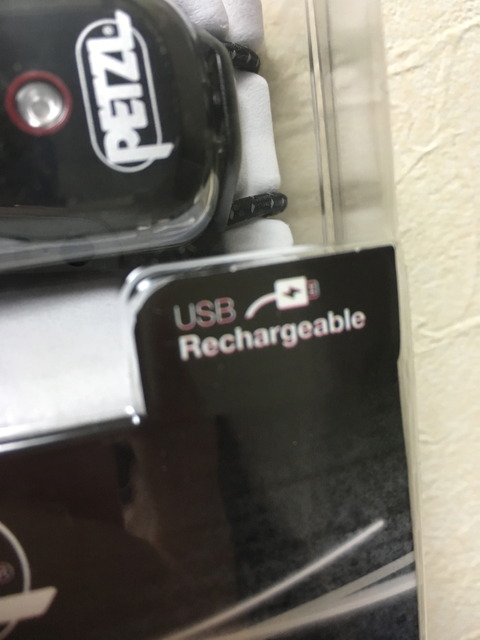 PETZL
USB
Rechargeable
®